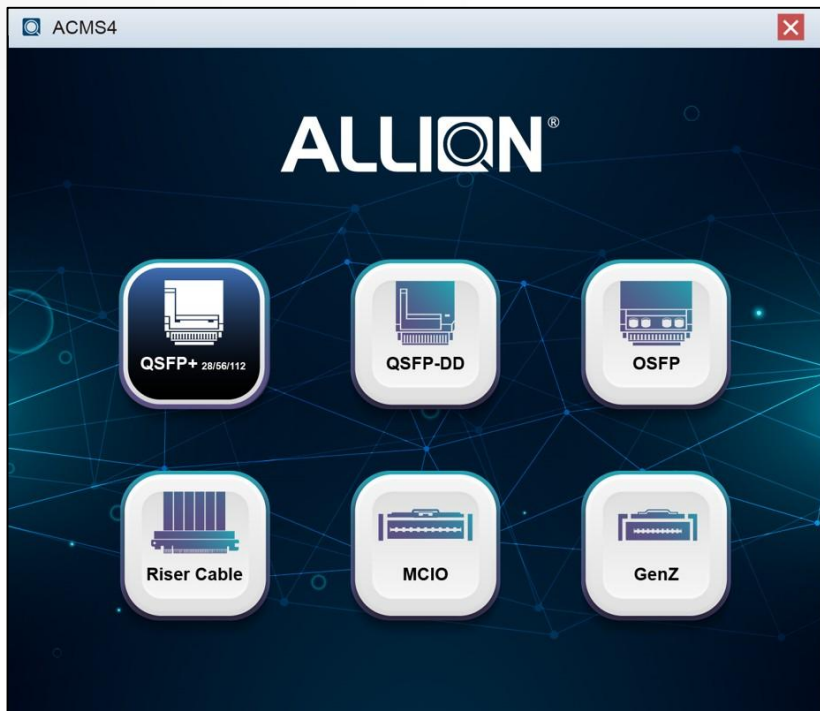 ACMS4
ALLION®
QSFP+ 28/56/112
QSFP-DD
OSFP
Riser Cable
MCIO
GenZ